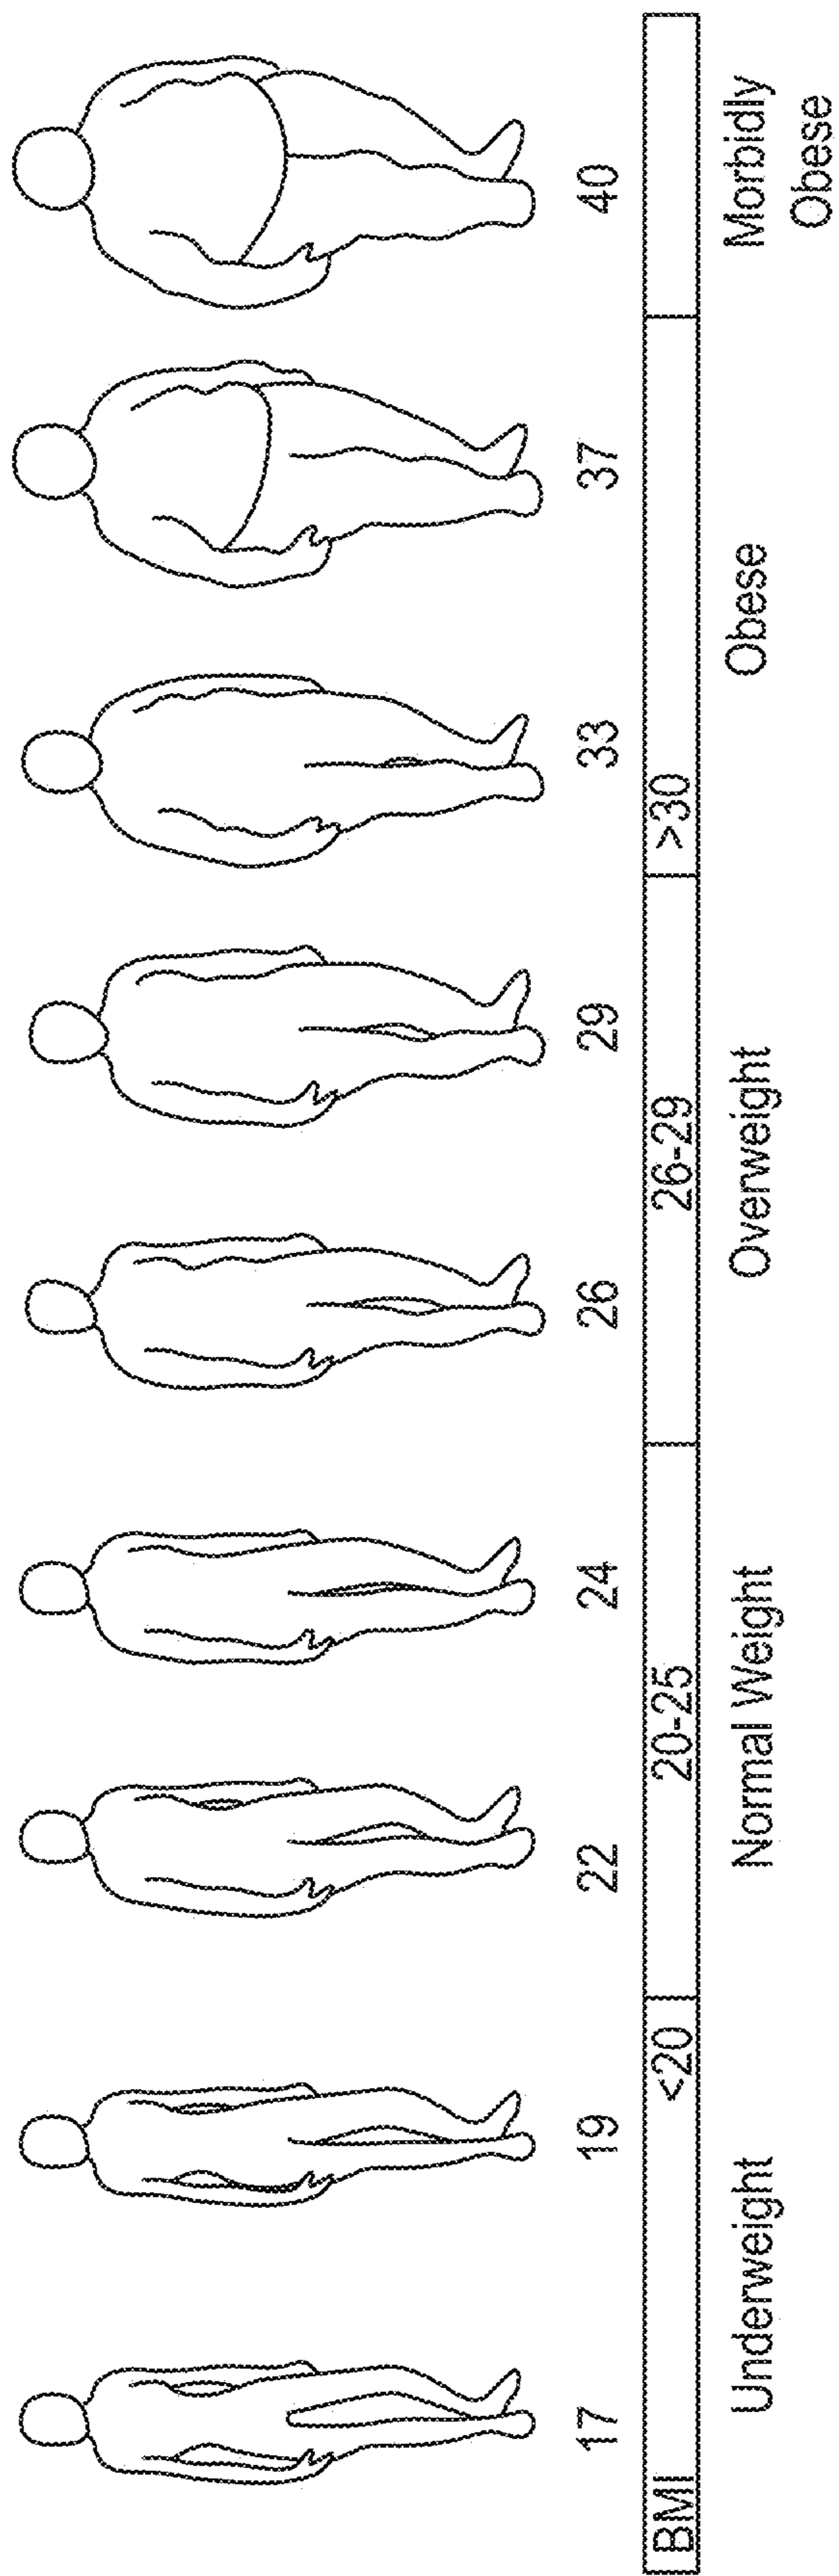 17 19 22 24 26 29 33 37 40
BMI <20 20-25 26-29 >30
Underweight Normal Weight Overweight Obese Morbidly
Obese